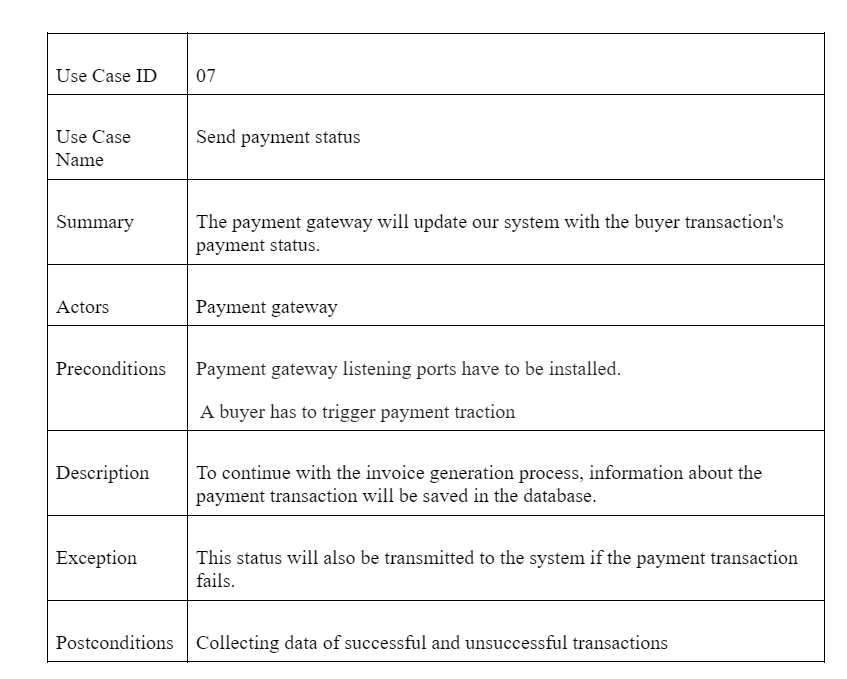 Use Case ID 07
Use Case Name Send payment status
Summary The payment gateway will update our system with the buyer transaction's
payment status.
Actors Payment gateway
Preconditions Payment gateway listening ports have to be installed.
A buyer has to trigger payment traction
Description To continue with the invoice generation process, information about the
payment transaction will be saved in the database.
Exception This status will also be transmitted to the system if the payment transaction
fails.
Postconditions Collecting data of successful and unsuccessful transactions